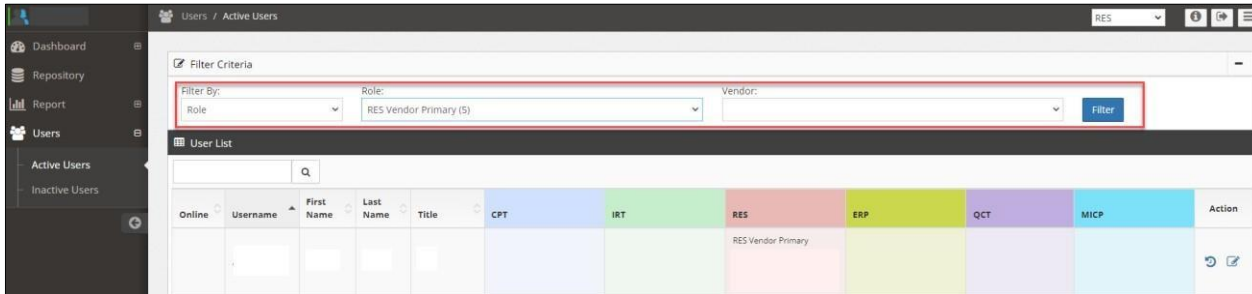 Users / Active Users
RES
Dashboard
Repository
Report
Users
Active Users
Inactive Users
Filter Criteria
Filter By:
Role:
Vendor:
Role
RES Vendor Primary (5)
Filter
User List
Online
Username
First Name
Last Name
Title
CPT
IRT
RES
ERP
QCT
MICP
Action
RES Vendor Primary